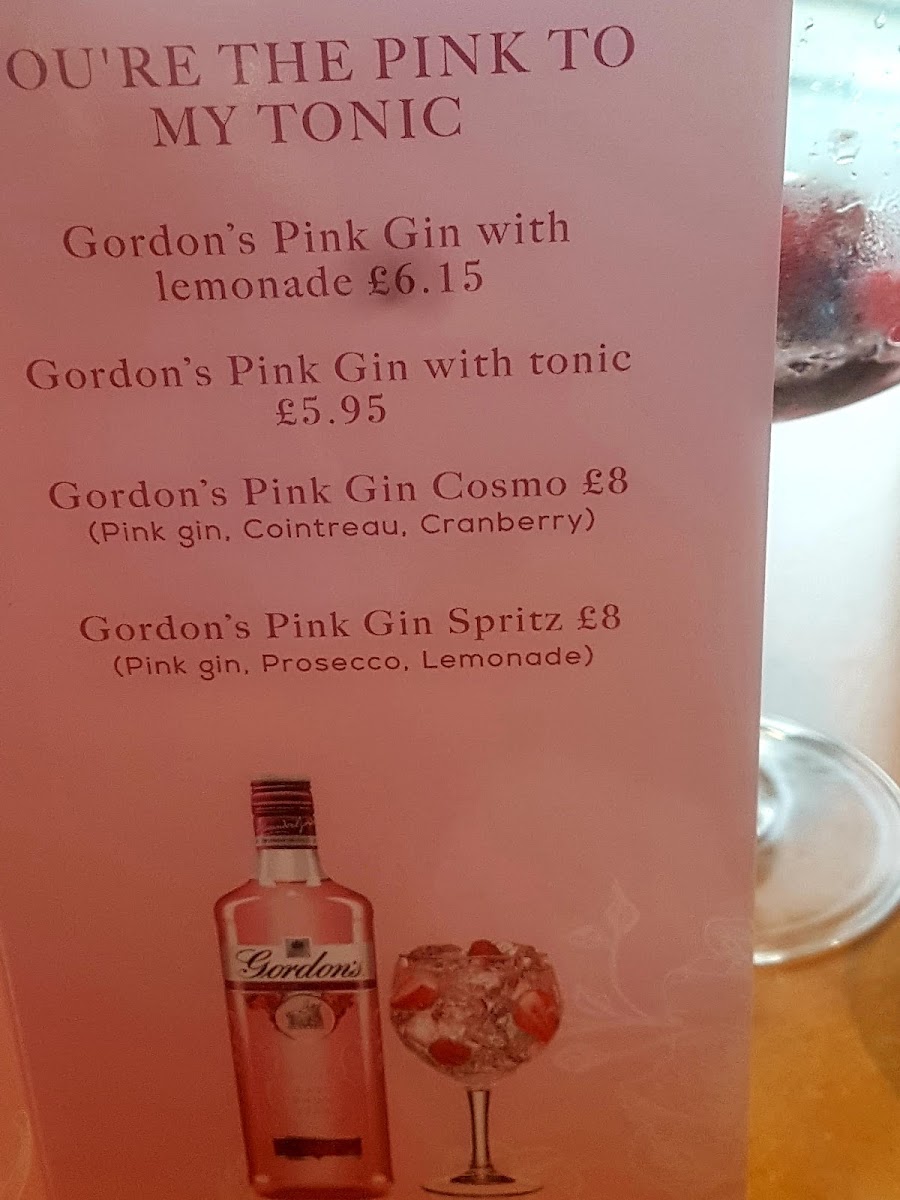 OU'RE THE PINK TO
MY TONIC
Gordon's Pink Gin with
lemonade £6.15
Gordon's Pink Gin with tonic
£5.95
Gordon's Pink Gin Cosmo £8
(Pink gin, Cointreau, Cranberry)
Gordon's Pink Gin Spritz £8
(Pink gin, Prosecco, Lemonade)
Gordon's